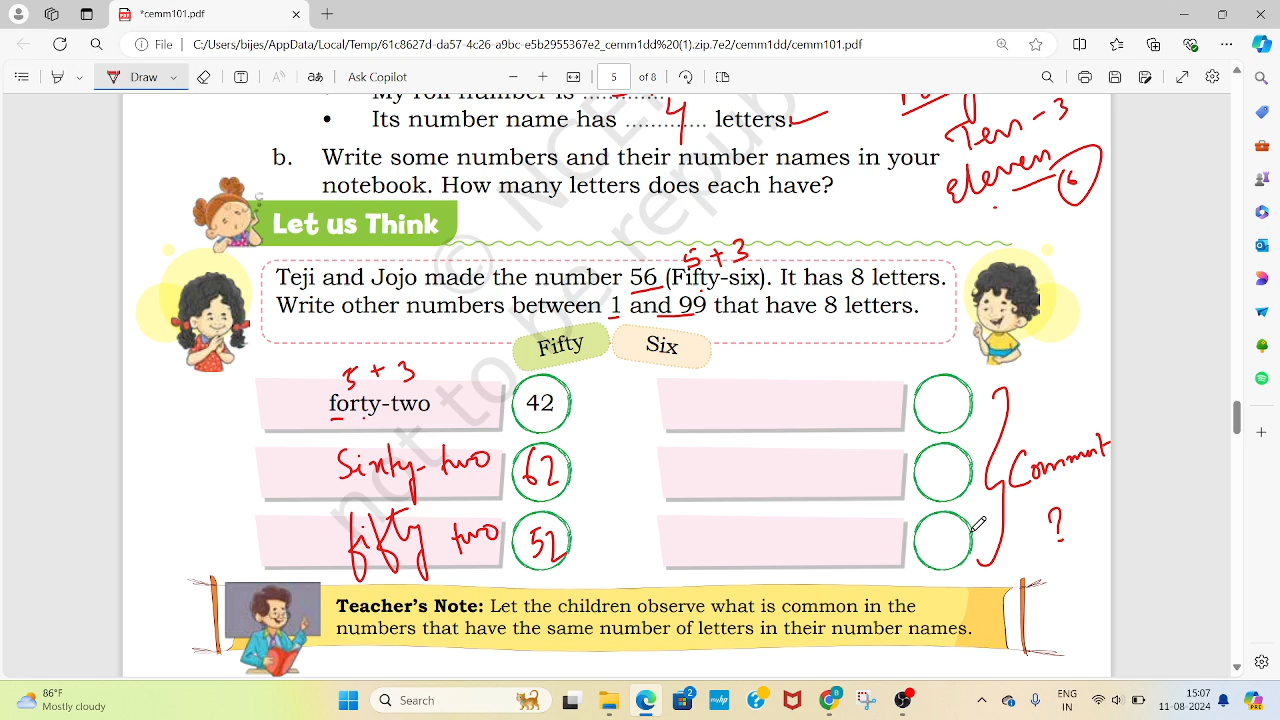 *cemm1.pdf
File
C:/Users/bijes/AppData/Local/Temp/61c8627d-da57-4c26-a9bc-e5b2955367e2_cemm1dd%20(1).zip.7e2/cemm1dd/cemm101.pdf
Draw
Ask Copilot
5 of 8
My roll number is ............
• Its number name has ............ letters.
4
Ten - 3
eleven 6
b. Write some numbers and their number names in your
notebook. How many letters does each have?
Let us Think
5 + 3
Teji and Jojo made the number 56 (Fifty-six). It has 8 letters.
Write other numbers between 1 and 99 that have 8 letters.
Fifty Six
5 + 3
forty-two 42
Sixty-two 62
fifty two 52
Comment
?
Teacher's Note: Let the children observe what is common in the
numbers that have the same number of letters in their number names.
86°F
Mostly cloudy
Search
ENG
IN
15:07
11-08-2024